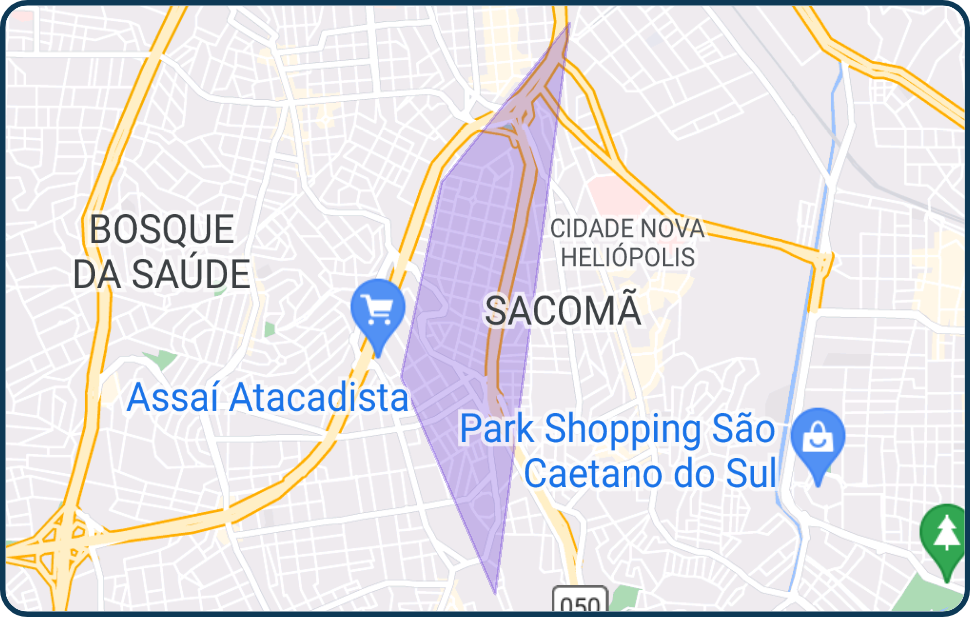 BOSQUE
DA SAÚDE
CIDADE NOVA
HELIÓPOLIS
SACOMÃ
Assaí Atacadista
Park Shopping São
Caetano do Sul
050